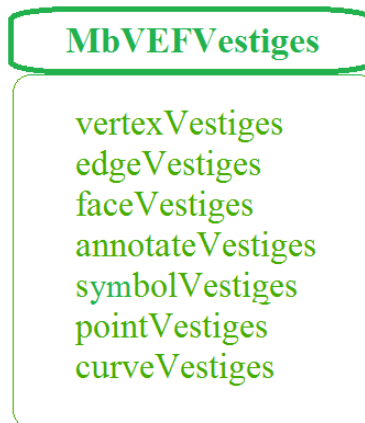 MbVEFVestiges
vertexVestiges
edgeVestiges
faceVestiges
annotateVestiges
symbolVestiges
pointVestiges
curveVestiges